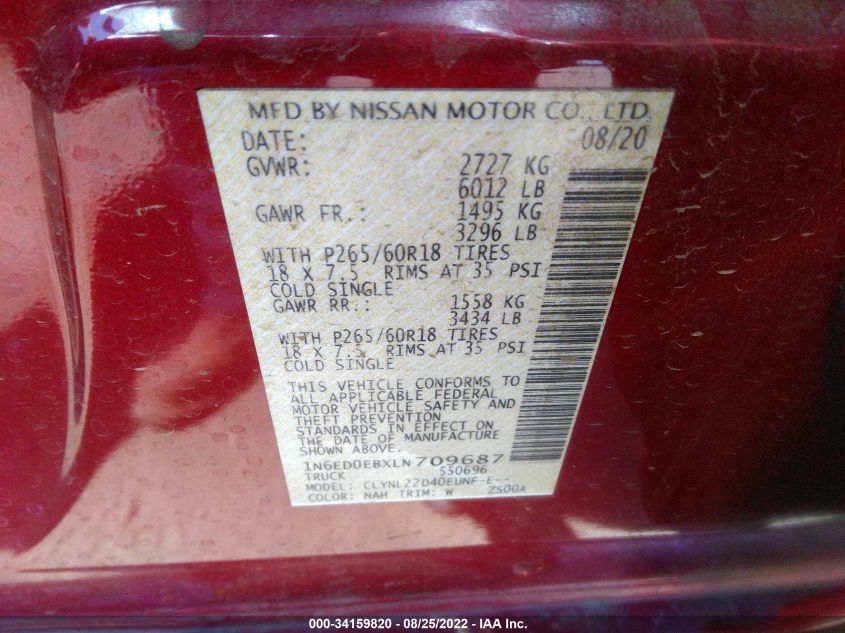 MFD BY NISSAN MOTOR CO., LTD.
DATE: 08/20
GVWR: 2727 KG
6012 LB
GAWR FR.: 1495 KG
3296 LB
WITH P265/60R18 TIRES
18 X 7.5 RIMS AT 35 PSI
COLD SINGLE
GAWR RR.: 1558 KG
3434 LB
WITH P265/60R18 TIRES
18 X 7.5 RIMS AT 35 PSI
COLD SINGLE
THIS VEHICLE CONFORMS TO
ALL APPLICABLE FEDERAL
MOTOR VEHICLE SAFETY AND
THEFT PREVENTION
STANDARDS IN EFFECT ON
THE DATE OF MANUFACTURE
SHOWN ABOVE.
1N6ED0EBXLN709687
TRUCK 550696
MODEL: CLYNL22D40EUNF-E--
COLOR: NAH TRIM: W ZS00A
000-34159820 - 08/25/2022 - IAA Inc.